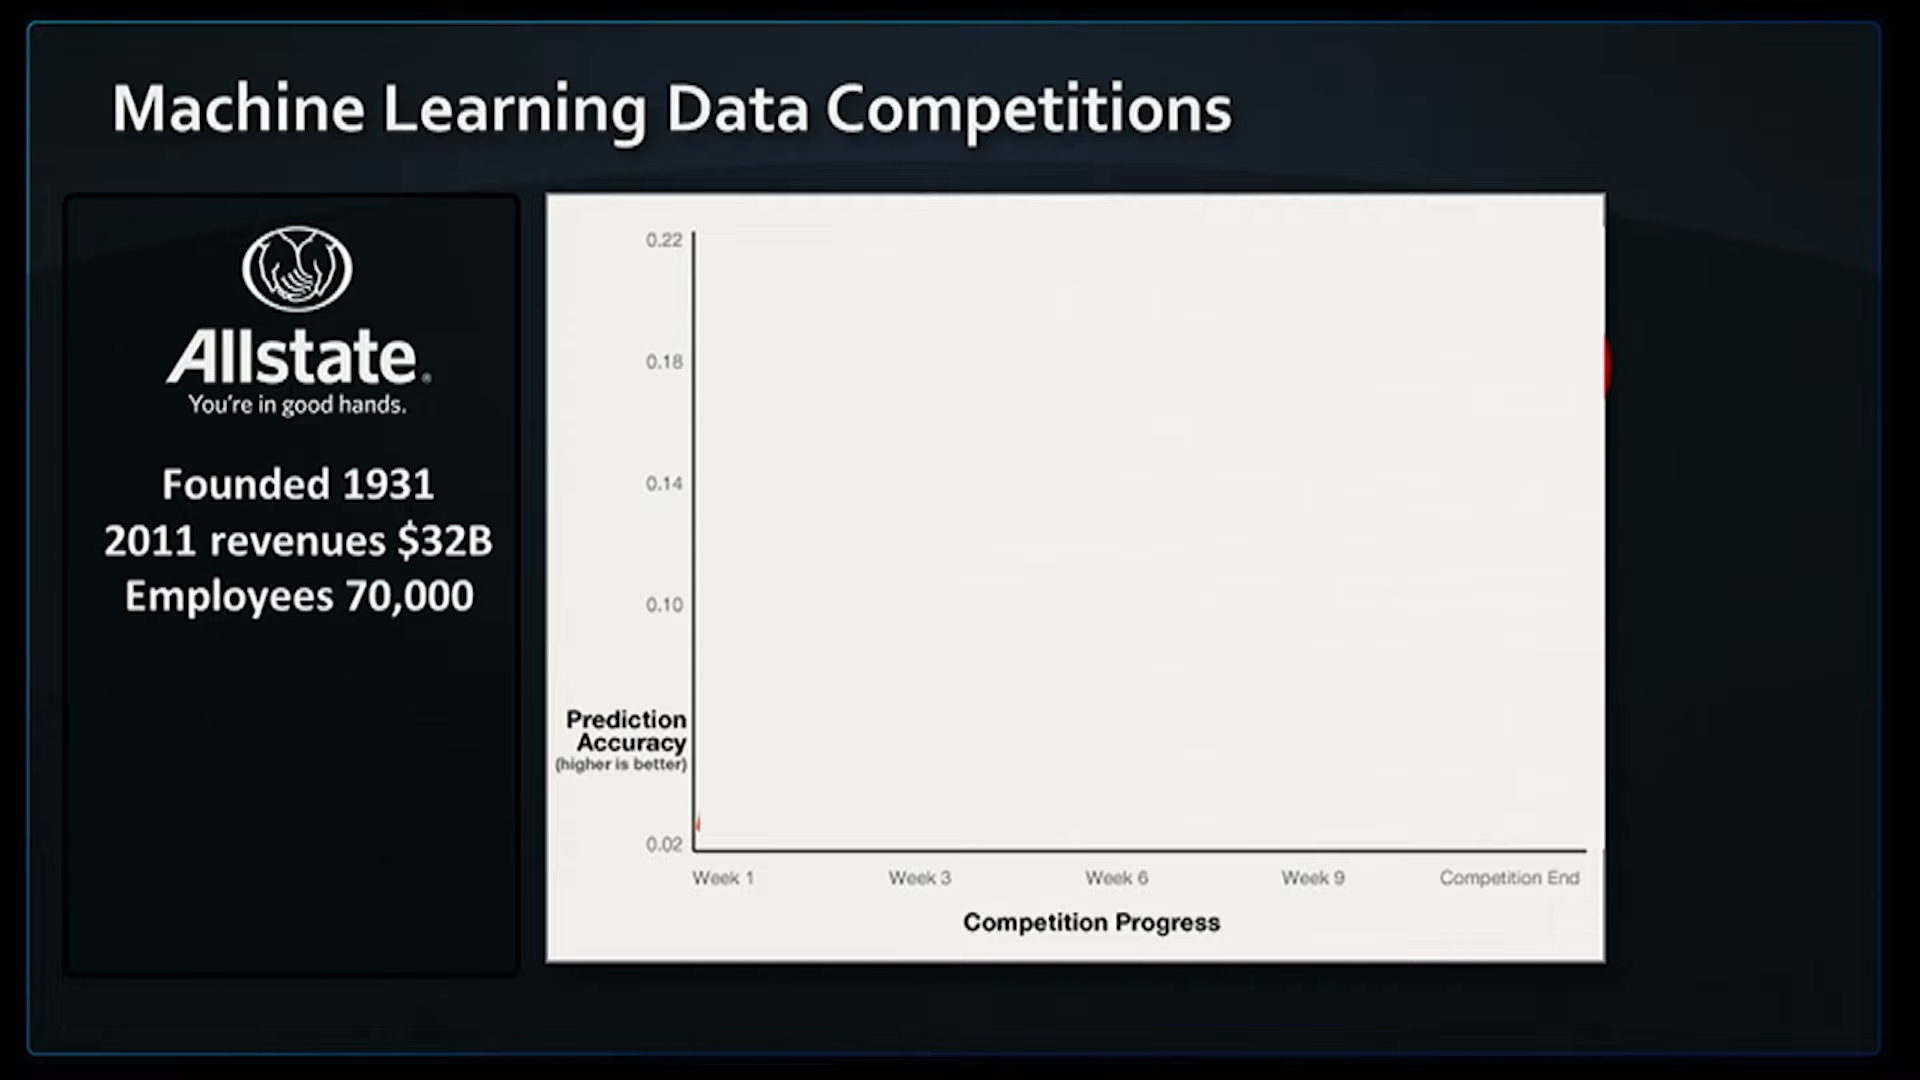 Machine Learning Data Competitions
Allstate®
You're in good hands.
Founded 1931
2011 revenues $32B
Employees 70,000
0.22
0.18
0.14
0.10
Prediction
Accuracy
(higher is better)
0.02
Week 1 Week 3 Week 6 Week 9 Competition End
Competition Progress